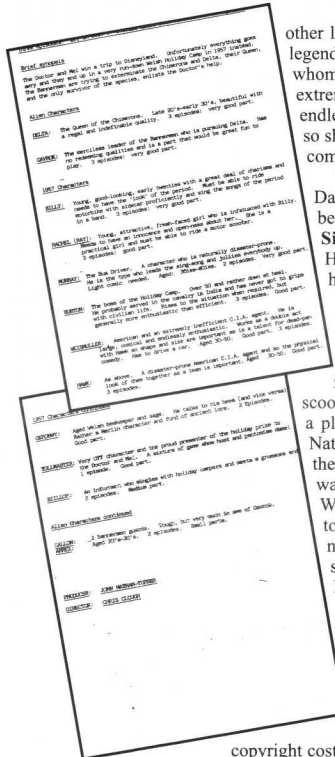 Brief synopsis
The Doctor and Mel win a trip to Disneyland. Unfortunately everything goes
awry and they end up in a very run-down Welsh Holiday Camp in 1957 instead.
The Bannermen are trying to exterminate the Chimerons and Delta, their Queen,
and the only survivor of the species, enlists the Doctor's help.
Alien Characters
DELTA: The Queen of the Chimerons. Late 20's-early 30's, beautiful with
a regal and indefinable quality. 3 episodes: very good part.
GAVROK: The merciless leader of the Bannermen who is pursuing Delta. Has
no redeeming qualities and is a part that would be great fun to
play. 3 episodes: very good part.
1957 Characters
BILLY: Young, good-looking, early twenties with a great deal of charisma and
needs to have the 'look' of the period. Must be able to ride
motorbike with sidecar proficiently and sing the songs of the period
in a band. 3 episodes: very good part.
RACHEL (RAY): Young, attractive, fresh-faced girl who is infatuated with Billy.
Needs to have an innocence and open-ness about her. She is a
practical girl and must be able to ride a motor scooter.
3 episodes: good part.
MURRAY: The Bus Driver. A character who is naturally disaster-prone.
He is the type who leads the sing-song and jollies everybody up.
Light comic needed. Aged: 35ies-40ies. 2 episodes. Very good part.
BURTON: The boss of the Holiday Camp. Over 50 and rather down at heel.
He probably served in the cavalry in India and has never got to grips
with civilian life. Rises to the situation when required, but
generally more enthusiastic than efficient. 3 episodes. Good part.
WEISMULLER: American and an extremely inefficient C.I.A. agent. He is
large, comical and endlessly enthusiastic. Works as a double act
with Hawk so shape and size are important as is a talent for dead-pan
comedy. Has to drive a car. Aged 30-50. Good part. 3 episodes.
HAWK: As above. A disaster-prone American C.I.A. agent and so the physical
look of them together as a team is important. Aged 30-50. Good part.
1957 Characters continued
GORONWY: Aged Welsh beekeeper and sage. He talks to his bees (and vice versa)
Rather a Merlin character and fund of ancient lore. 2 Episodes.
Good part.
TOLLMASTER: Very OTT character and the proud presenter of the holiday prize to
the Doctor and Mel. A mixture of game show host and pantomime dame!
1 episode. Good part.
KEILLOR: An informant who mingles with holiday campers and meets a gruesome end
2 episodes. Medium part.
Alien Characters continued
CALLON: 2 Bannermen guards. Tough, but very much in awe of Gavrok.
Aged 20's-30's. 2 episodes. Small parts.
PRODUCER: JOHN NATHAN-TURNER
DIRECTOR: CHRIS CLOUGH
other l
legend
whom
extrem
endle
so sl
com
Da
be
Si
H
h
scoo
a pl
Nat
the
wa
W
to
n
s
copyright cost